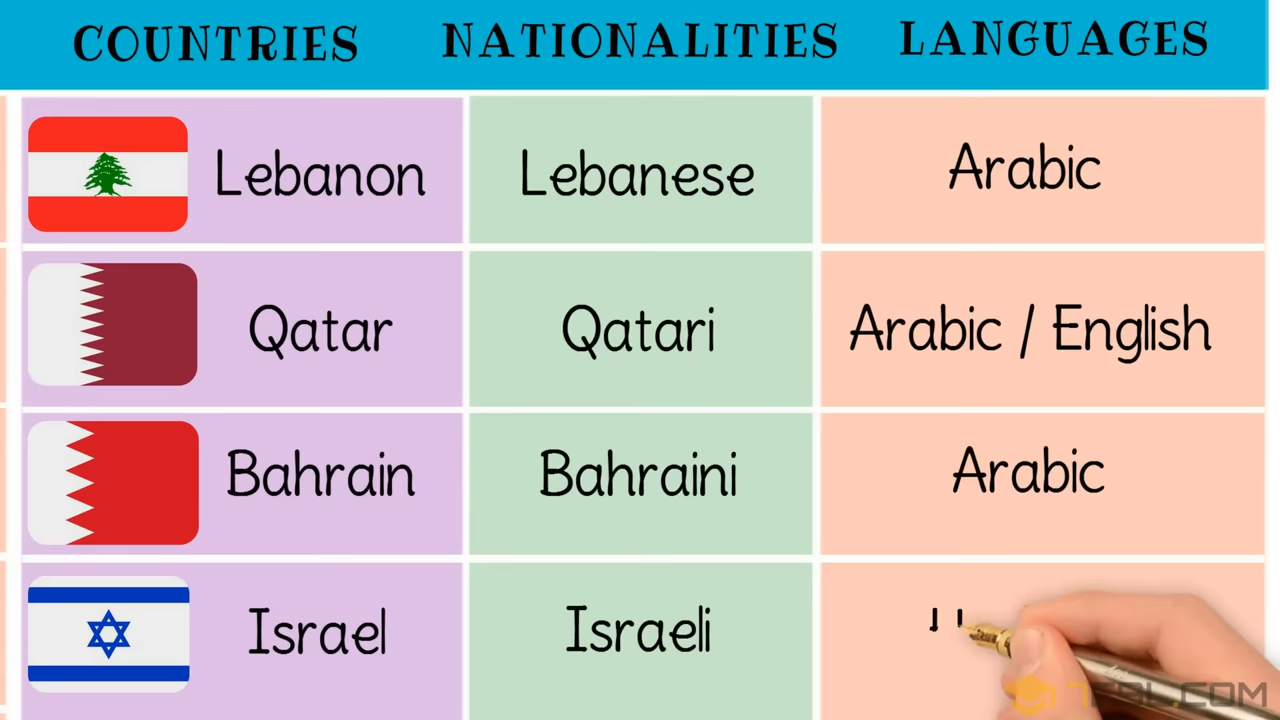 COUNTRIES NATIONALITIES LANGUAGES
Lebanon Lebanese Arabic
Qatar Qatari Arabic / English
Bahrain Bahraini Arabic
Israel Israeli